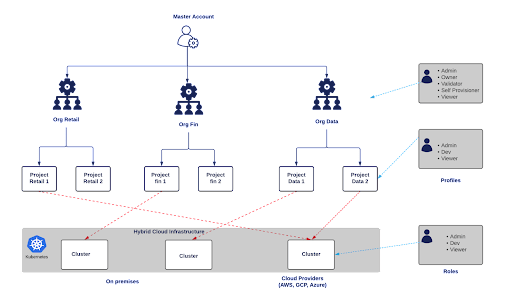 Master Account
Org Retail
Org Fin
Org Data
Admin
Owner
Validator
Self Provisioner
Viewer
Project
Retail 1
Project
Retail 2
Project
fin 1
Project
fin 2
Project
Data 1
Project
Data 2
Admin
Dev
Viewer
Profiles
Hybrid Cloud Infrastructure
Kubernetes
Cluster
Cluster
Cluster
Admin
Dev
Viewer
On premises
Cloud Providers
(AWS, GCP, Azure)
Roles